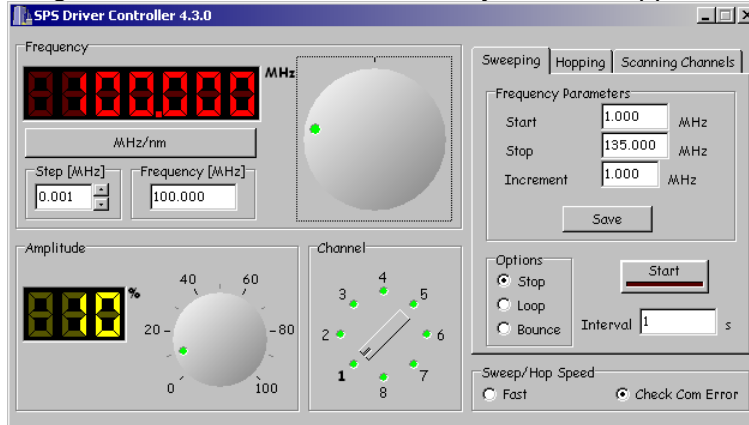 SPS Driver Controller 4.3.0
Frequency
100.000 MHz
MHz/nm
Step [MHz]
0.001
Frequency [MHz]
100.000
Amplitude
10 %
0 20 40 60 80 100
Channel
1 2 3 4 5 6 7 8
Sweeping Hopping Scanning Channels
Frequency Parameters
Start 1.000 MHz
Stop 135.000 MHz
Increment 1.000 MHz
Save
Options
Stop
Loop
Bounce
Start
Interval 1 s
Sweep/Hop Speed
Fast Check Com Error